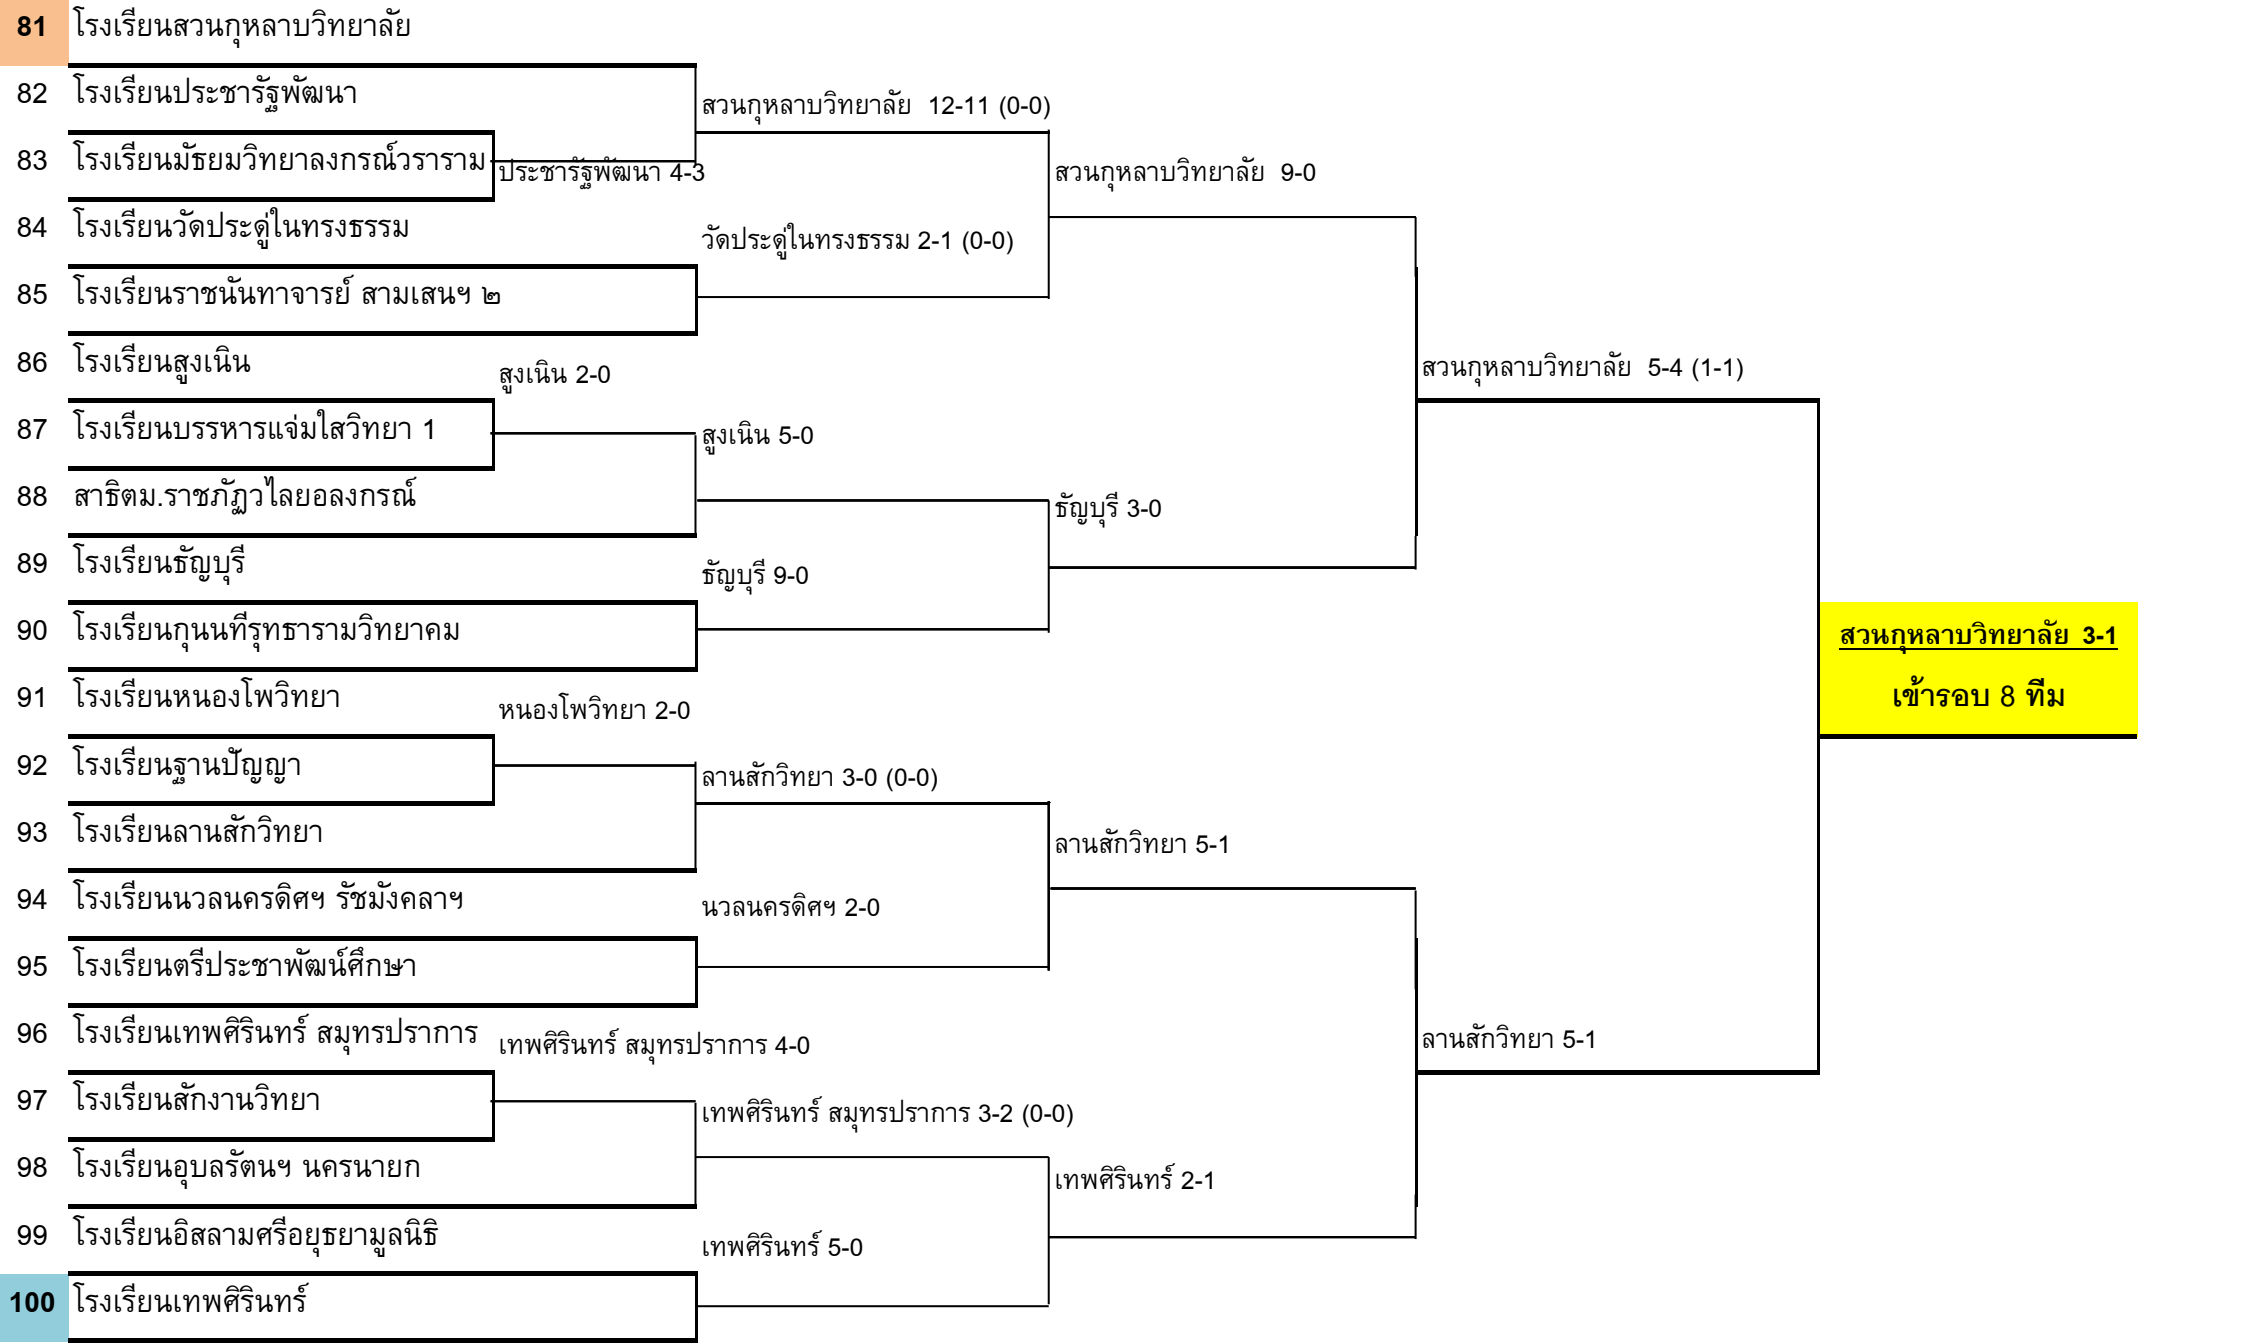 81 โรงเรียนสวนกุหลาบวิทยาลัย
82 โรงเรียนประชารัฐพัฒนา
สวนกุหลาบวิทยาลัย 12-11 (0-0)
83 โรงเรียนมัธยมวิทยาลงกรณ์วราราม
ประชารัฐพัฒนา 4-3
สวนกุหลาบวิทยาลัย 9-0
84 โรงเรียนวัดประดู่ในทรงธรรม
วัดประดู่ในทรงธรรม 2-1 (0-0)
85 โรงเรียนราชนันทาจารย์ สามเสนฯ ๒
86 โรงเรียนสูงเนิน
สูงเนิน 2-0
สวนกุหลาบวิทยาลัย 5-4 (1-1)
87 โรงเรียนบรรหารแจ่มใสวิทยา 1
สูงเนิน 5-0
88 สาธิตม.ราชภัฏวไลยอลงกรณ์
ธัญบุรี 3-0
89 โรงเรียนธัญบุรี
ธัญบุรี 9-0
90 โรงเรียนกุนนทีรุทธารามวิทยาคม
สวนกุหลาบวิทยาลัย 3-1
91 โรงเรียนหนองโพวิทยา
หนองโพวิทยา 2-0
เข้ารอบ 8 ทีม
92 โรงเรียนฐานปัญญา
ลานสักวิทยา 3-0 (0-0)
93 โรงเรียนลานสักวิทยา
ลานสักวิทยา 5-1
94 โรงเรียนนวลนครดิศฯ รัชมังคลาฯ
นวลนครดิศฯ 2-0
95 โรงเรียนตรีประชาพัฒน์ศึกษา
96 โรงเรียนเทพศิรินทร์ สมุทรปราการ
เทพศิรินทร์ สมุทรปราการ 4-0
ลานสักวิทยา 5-1
97 โรงเรียนสักงานวิทยา
เทพศิรินทร์ สมุทรปราการ 3-2 (0-0)
98 โรงเรียนอุบลรัตนฯ นครนายก
เทพศิรินทร์ 2-1
99 โรงเรียนอิสลามศรีอยุธยามูลนิธิ
เทพศิรินทร์ 5-0
100 โรงเรียนเทพศิรินทร์